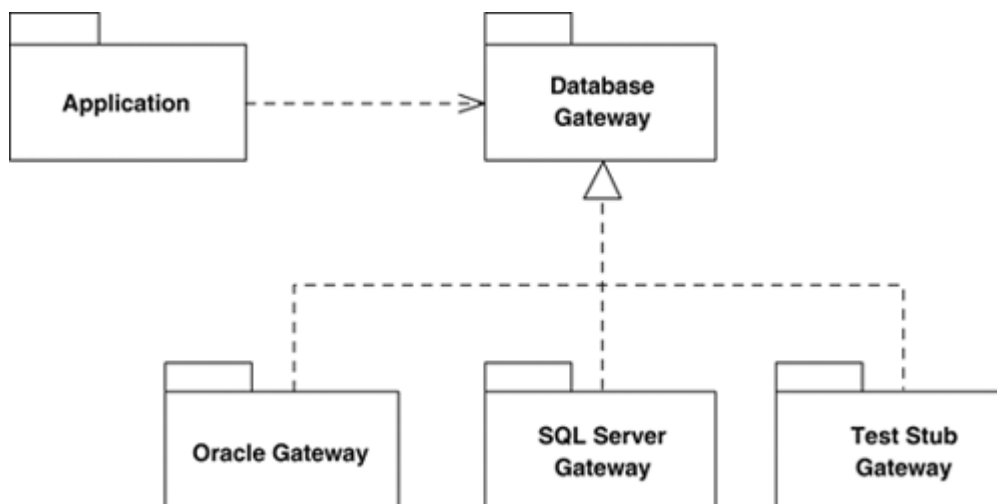 Application
Database
Gateway
Oracle Gateway
SQL Server
Gateway
Test Stub
Gateway